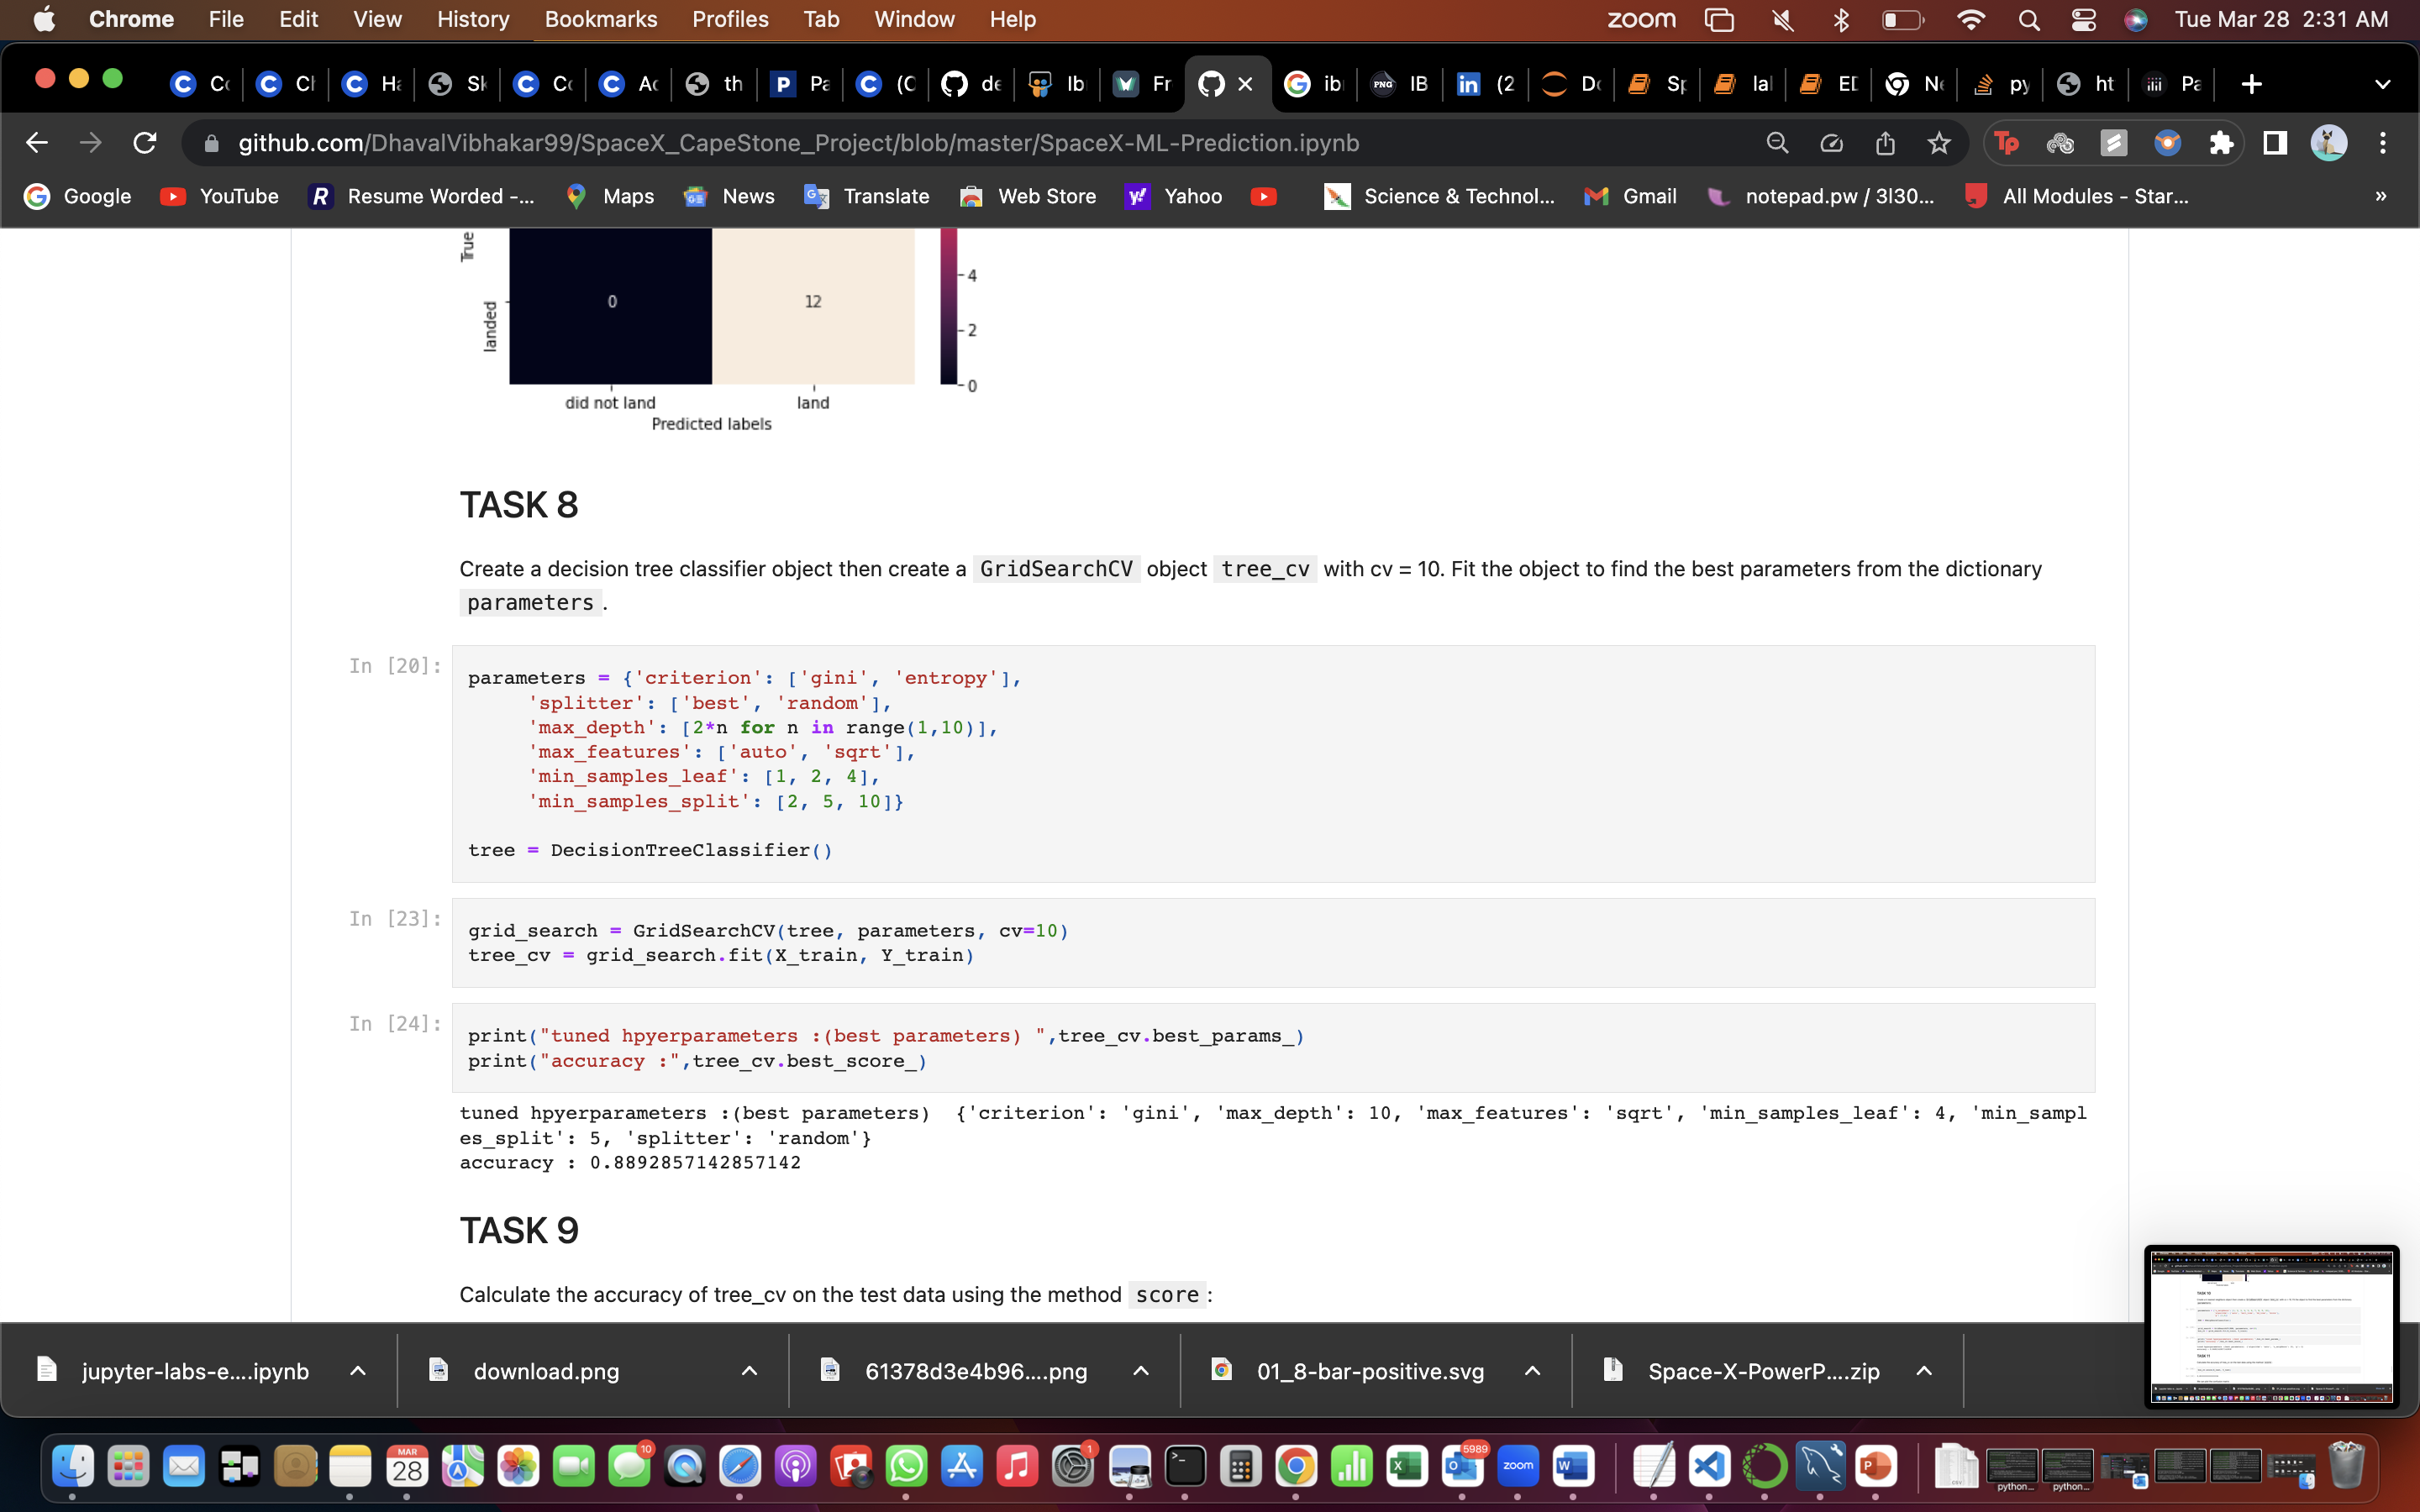 Chrome File Edit View History Bookmarks Profiles Tab Window Help zoom Tue Mar 28 2:31 AM
Sk th P Pa (C de Ib Fr ib PNG IB in (2 Sp lal py ht Pa
github.com/DhavalVibhakar99/SpaceX_CapeStone_Project/blob/master/SpaceX-ML-Prediction.ipynb Tp
Google YouTube R Resume Worded -... Maps News Translate Web Store Yahoo Science & Technol... Gmail notepad.pw / 3l30... All Modules - Star... »
True
landed
0 12
4
2
0
did not land land
Predicted labels
TASK 8
Create a decision tree classifier object then create a GridSearchCV object tree_cv with cv = 10. Fit the object to find the best parameters from the dictionary
parameters .
In [20]:
parameters = {'criterion': ['gini', 'entropy'],
'splitter': ['best', 'random'],
'max_depth': [2*n for n in range(1,10)],
'max_features': ['auto', 'sqrt'],
'min_samples_leaf': [1, 2, 4],
'min_samples_split': [2, 5, 10]}
tree = DecisionTreeClassifier()
In [23]:
grid_search = GridSearchCV(tree, parameters, cv=10)
tree_cv = grid_search.fit(X_train, Y_train)
In [24]:
print("tuned hpyerparameters :(best parameters) ",tree_cv.best_params_)
print("accuracy :",tree_cv.best_score_)
tuned hpyerparameters :(best parameters)  {'criterion': 'gini', 'max_depth': 10, 'max_features': 'sqrt', 'min_samples_leaf': 4, 'min_sampl
es_split': 5, 'splitter': 'random'}
accuracy : 0.8892857142857142
TASK 9
Calculate the accuracy of tree_cv on the test data using the method score :
jupyter-labs-e....ipynb download.png 61378d3e4b96....png 01_8-bar-positive.svg Space-X-PowerP....zip
MAR 28 10 1 5989 zoom python... python...